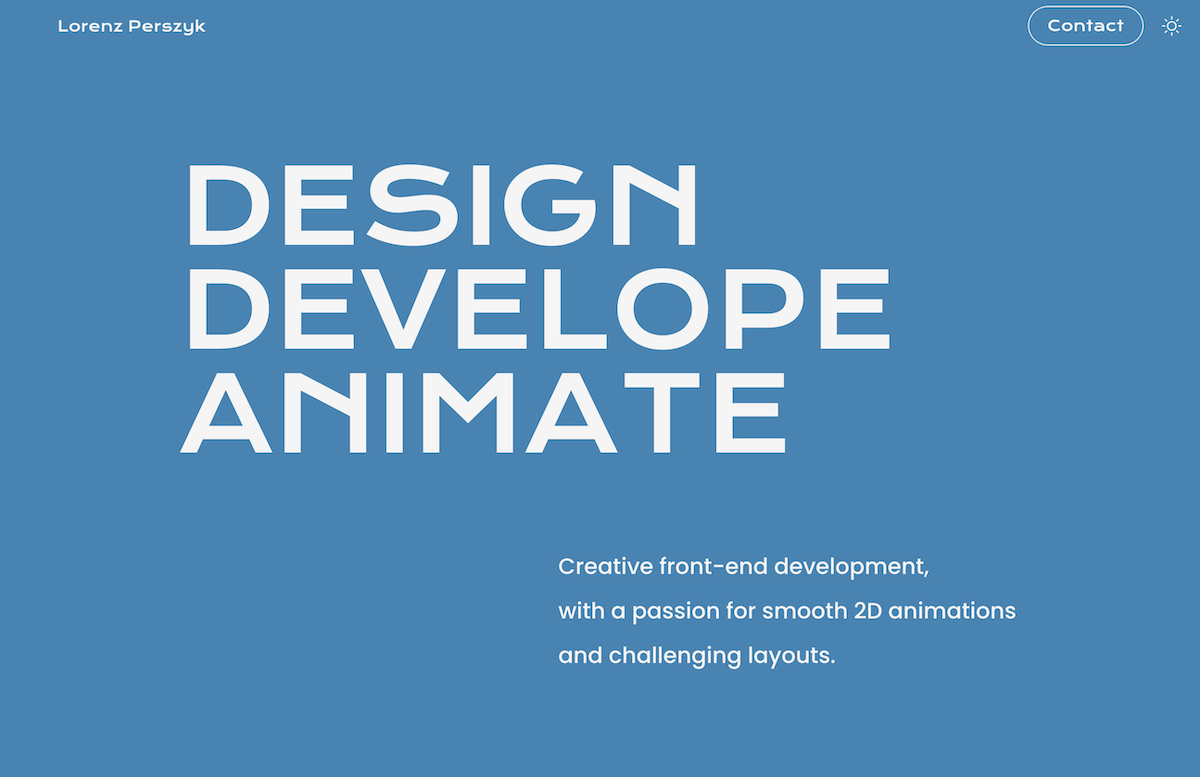 Lorenz Perszyk
Contact
DESIGN
DEVELOPE
ANIMATE
Creative front-end development,
with a passion for smooth 2D animations
and challenging layouts.